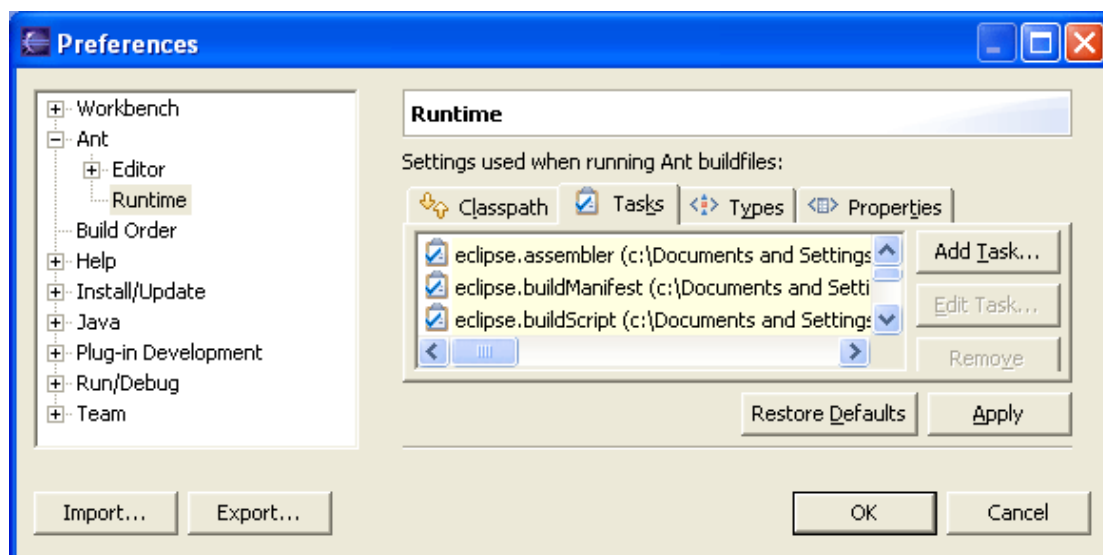 Preferences
Workbench
Ant
Editor
Runtime
Build Order
Help
Install/Update
Java
Plug-in Development
Run/Debug
Team
Runtime
Settings used when running Ant buildfiles:
Classpath Tasks Types Properties
eclipse.assembler (c:\Documents and Settings
eclipse.buildManifest (c:\Documents and Setti
eclipse.buildScript (c:\Documents and Settings
Add Task...
Edit Task...
Remove
Restore Defaults Apply
Import... Export... OK Cancel